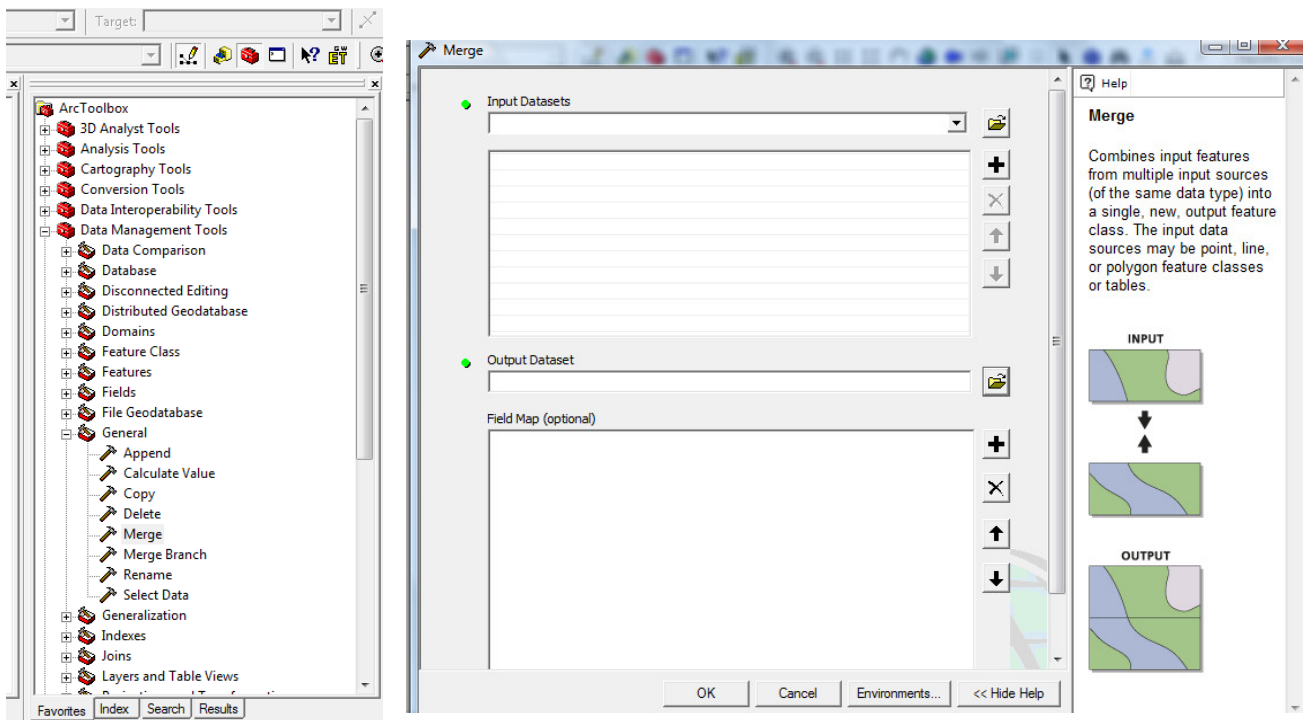 Target:
ArcToolbox
3D Analyst Tools
Analysis Tools
Cartography Tools
Conversion Tools
Data Interoperability Tools
Data Management Tools
Data Comparison
Database
Disconnected Editing
Distributed Geodatabase
Domains
Feature Class
Features
Fields
File Geodatabase
General
Append
Calculate Value
Copy
Delete
Merge
Merge Branch
Rename
Select Data
Generalization
Indexes
Joins
Layers and Table Views
Favorites Index Search Results
Merge
Input Datasets
Output Dataset
Field Map (optional)
OK Cancel Environments... << Hide Help
Help
Merge
Combines input features
from multiple input sources
(of the same data type) into
a single, new, output feature
class. The input data
sources may be point, line,
or polygon feature classes
or tables.
INPUT
OUTPUT